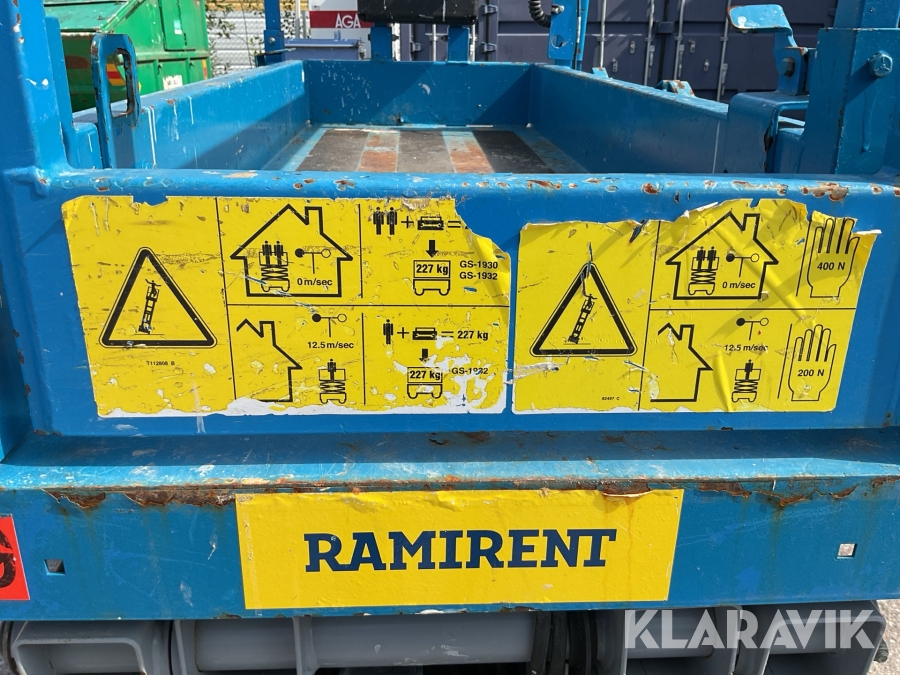 AGA
0 m/sec
227 kg
GS-1930
GS-1932
12.5 m/sec
= 227 kg
227 kg
GS-1932
T112808 B
0 m/sec
400 N
12.5 m/sec
200 N
82487 C
RAMIRENT
KLARAVIK